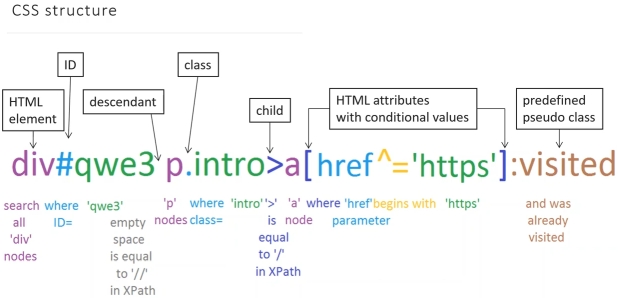 CSS structure
ID
class
HTML
element
descendant
child
HTML attributes
with conditional values
predefined
pseudo class
div#qwe3 p.intro>a[href^='https']:visited
search
all
'div'
nodes
where
ID=
'qwe3'
empty
space
is equal
to '//'
in XPath
'p'
nodes
where
class=
'intro'
'>'
is
equal
to '/'
in XPath
'a'
node
where 'href'
parameter
begins with
'https'
and was
already
visited